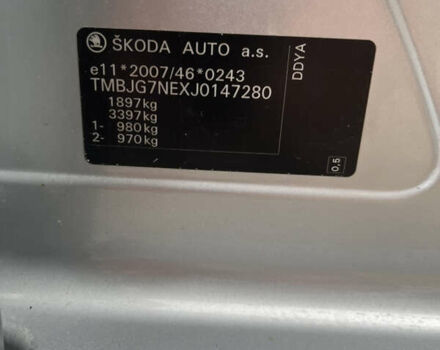 ŠKODA AUTO a.s.
e11*2007/46*0243
TMBJG7NEXJ0147280
1897kg
3397kg
1- 980kg
2- 970kg
DDYA
0,5